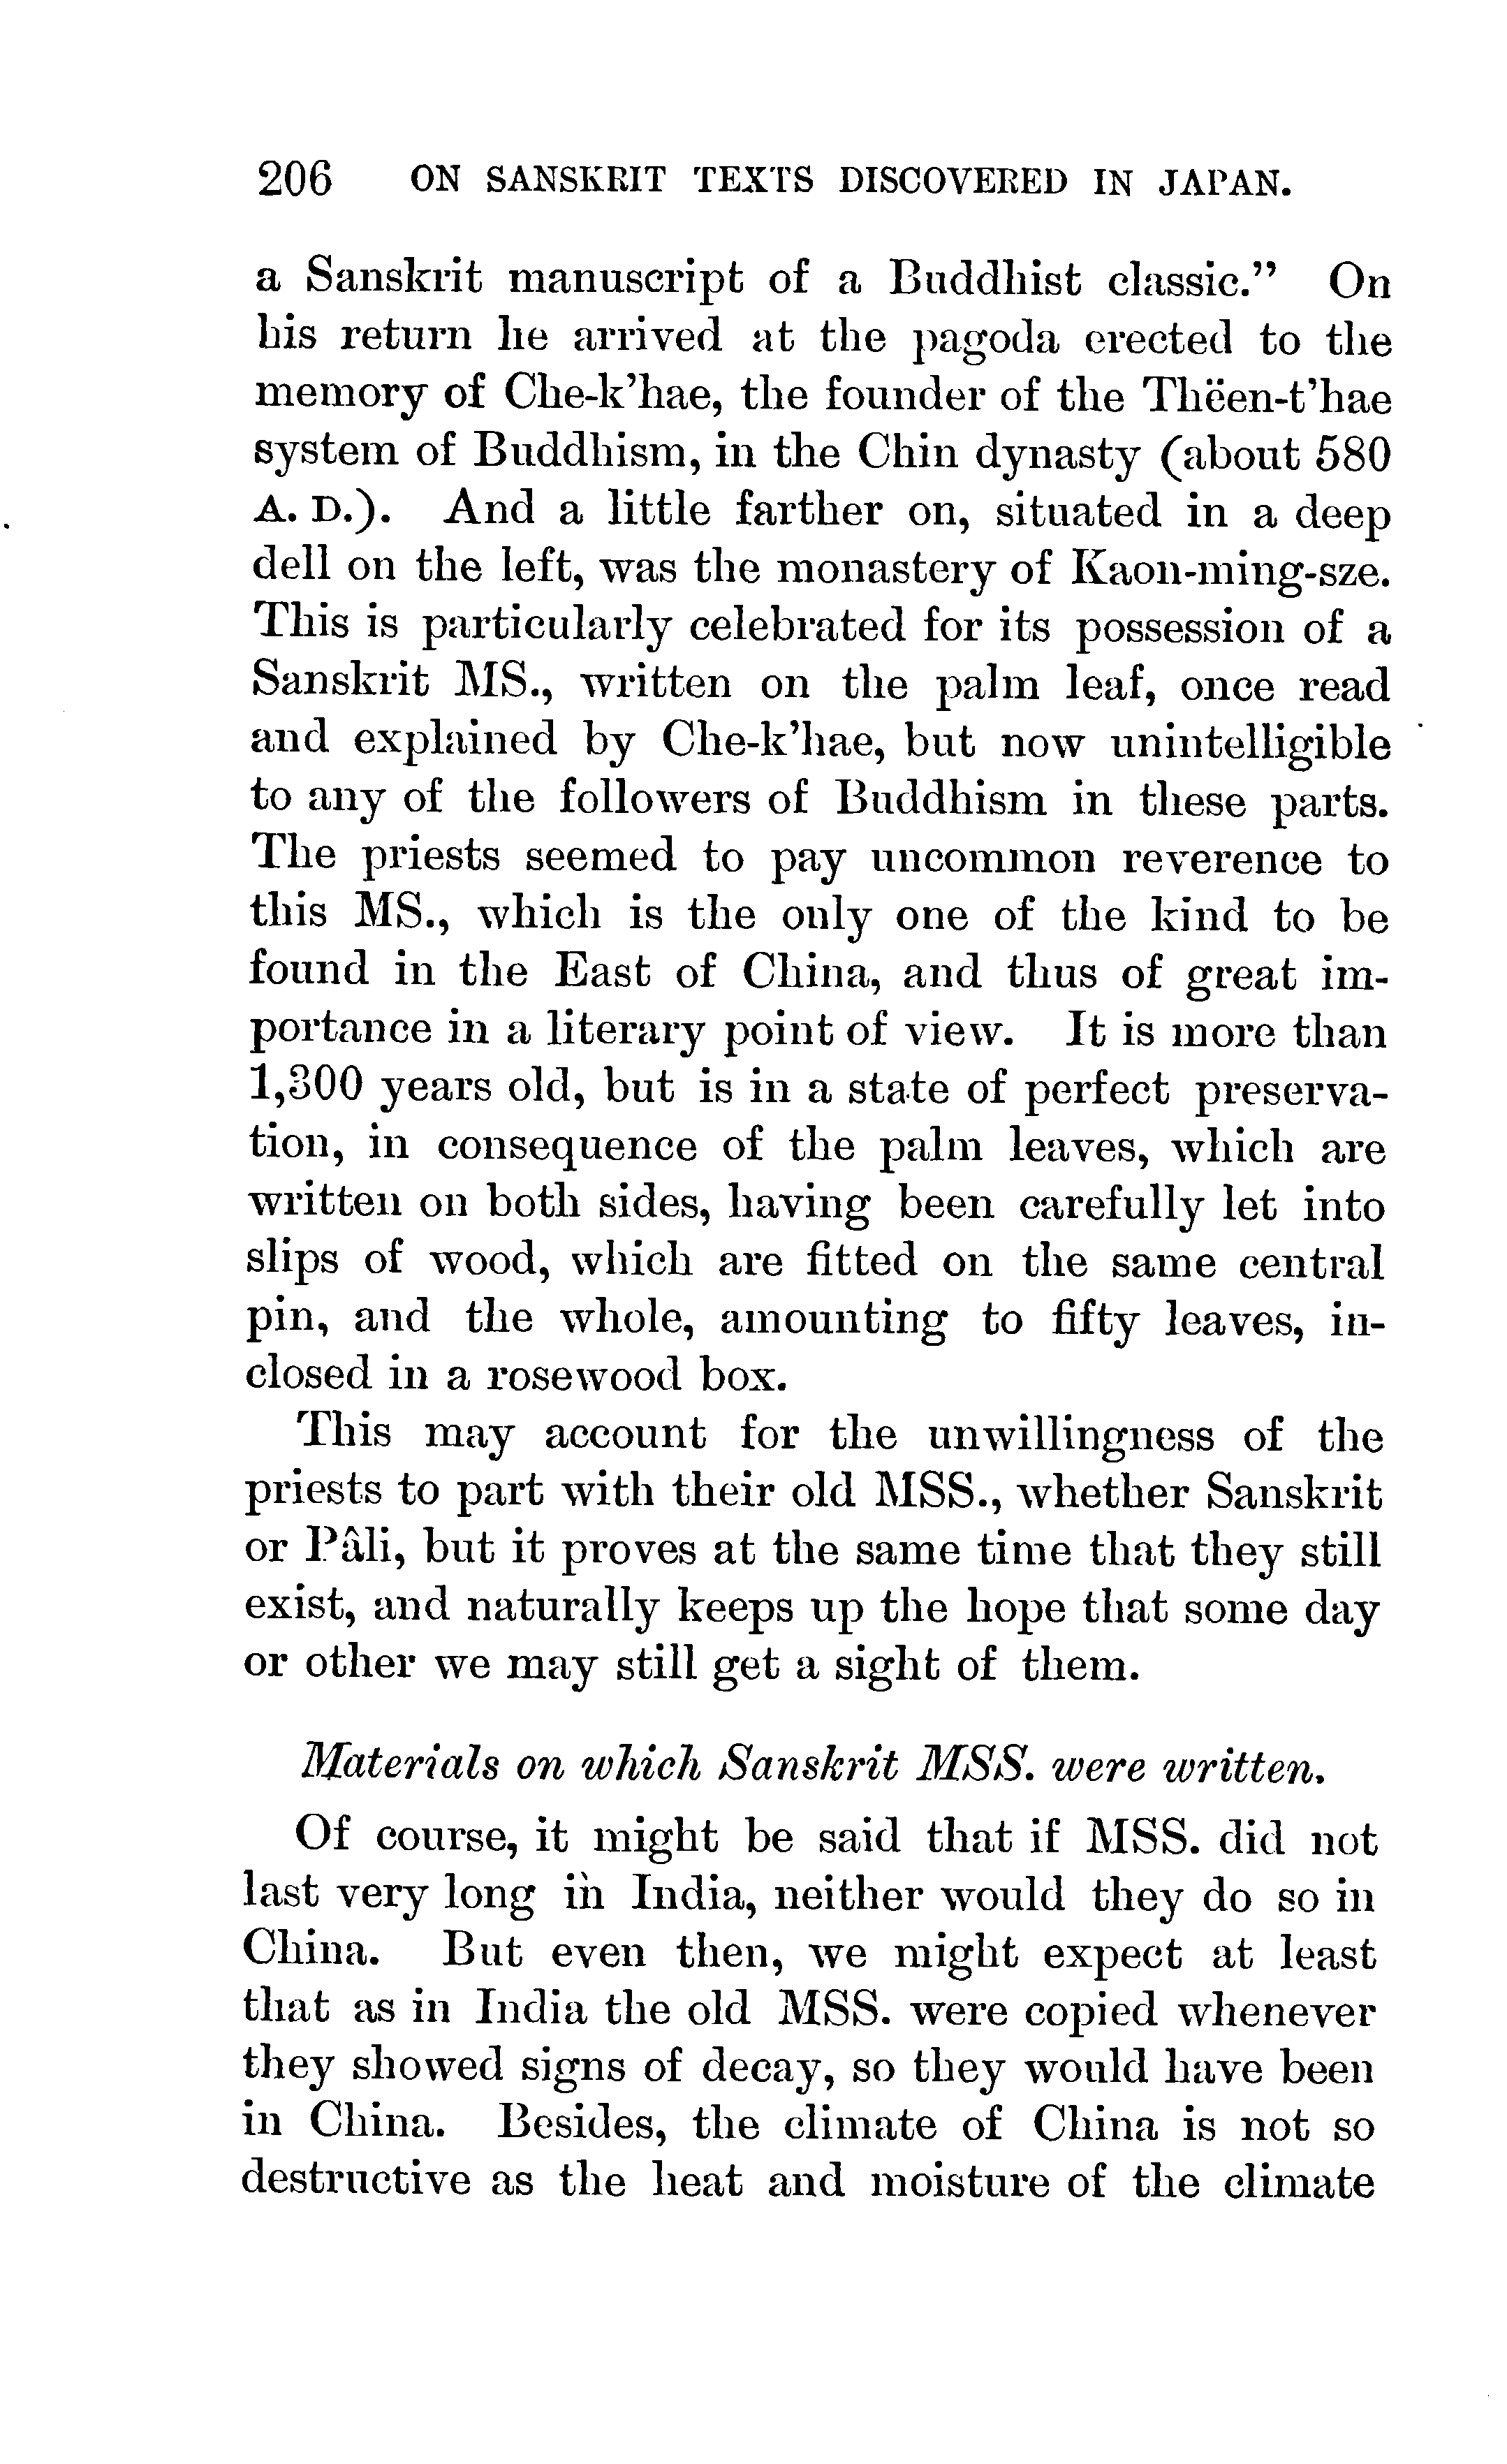 206 ON SANSKRIT TEXTS DISCOVERED IN JAPAN.
a Sanskrit manuscript of a Buddhist classic.” On
his return he arrived at the pagoda erected to the
memory of Che-k’hae, the founder of the Thëen-t’hae
system of Buddhism, in the Chin dynasty (about 580
A. D.). And a little farther on, situated in a deep
dell on the left, was the monastery of Kaon-ming-sze.
This is particularly celebrated for its possession of a
Sanskrit MS., written on the palm leaf, once read
and explained by Che-k’hae, but now unintelligible
to any of the followers of Buddhism in these parts.
The priests seemed to pay uncommon reverence to
this MS., which is the only one of the kind to be
found in the East of China, and thus of great im-
portance in a literary point of view. It is more than
1,300 years old, but is in a state of perfect preserva-
tion, in consequence of the palm leaves, which are
written on both sides, having been carefully let into
slips of wood, which are fitted on the same central
pin, and the whole, amounting to fifty leaves, in-
closed in a rosewood box.
This may account for the unwillingness of the
priests to part with their old MSS., whether Sanskrit
or Pâli, but it proves at the same time that they still
exist, and naturally keeps up the hope that some day
or other we may still get a sight of them.
Materials on which Sanskrit MSS. were written.
Of course, it might be said that if MSS. did not
last very long in India, neither would they do so in
China. But even then, we might expect at least
that as in India the old MSS. were copied whenever
they showed signs of decay, so they would have been
in China. Besides, the climate of China is not so
destructive as the heat and moisture of the climate